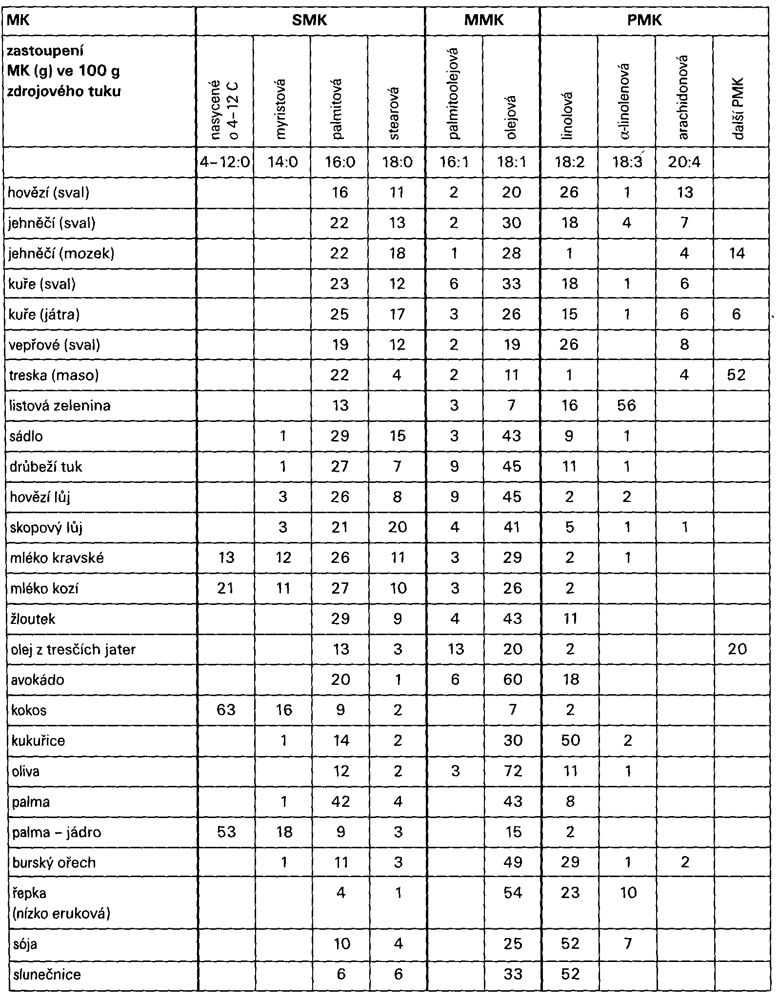 MK SMK MMK PMK
zastoupení
MK (g) ve 100 g
zdrojového tuku
nasycené
o 4–12 C
myristová
palmitová
stearová
palmitoolejová
olejová
linolová
α-linolenová
arachidonová
další PMK
4–12:0 14:0 16:0 18:0 16:1 18:1 18:2 18:3 20:4
hovězí (sval) 16 11 2 20 26 1 13
jehněčí (sval) 22 13 2 30 18 4 7
jehněčí (mozek) 22 18 1 28 1 4 14
kuře (sval) 23 12 6 33 18 1 6
kuře (játra) 25 17 3 26 15 1 6 6
vepřové (sval) 19 12 2 19 26 8
treska (maso) 22 4 2 11 1 4 52
listová zelenina 13 3 7 16 56
sádlo 1 29 15 3 43 9 1
drůbeží tuk 1 27 7 9 45 11 1
hovězí lůj 3 26 8 9 45 2 2
skopový lůj 3 21 20 4 41 5 1 1
mléko kravské 13 12 26 11 3 29 2 1
mléko kozí 21 11 27 10 3 26 2
žloutek 29 9 4 43 11
olej z tresčích jater 13 3 13 20 2 20
avokádo 20 1 6 60 18
kokos 63 16 9 2 7 2
kukuřice 1 14 2 30 50 2
oliva 12 2 3 72 11 1
palma 1 42 4 43 8
palma – jádro 53 18 9 3 15 2
burský ořech 1 11 3 49 29 1 2
řepka 4 1 54 23 10
(nízko eruková)
sója 10 4 25 52 7
slunečnice 6 6 33 52